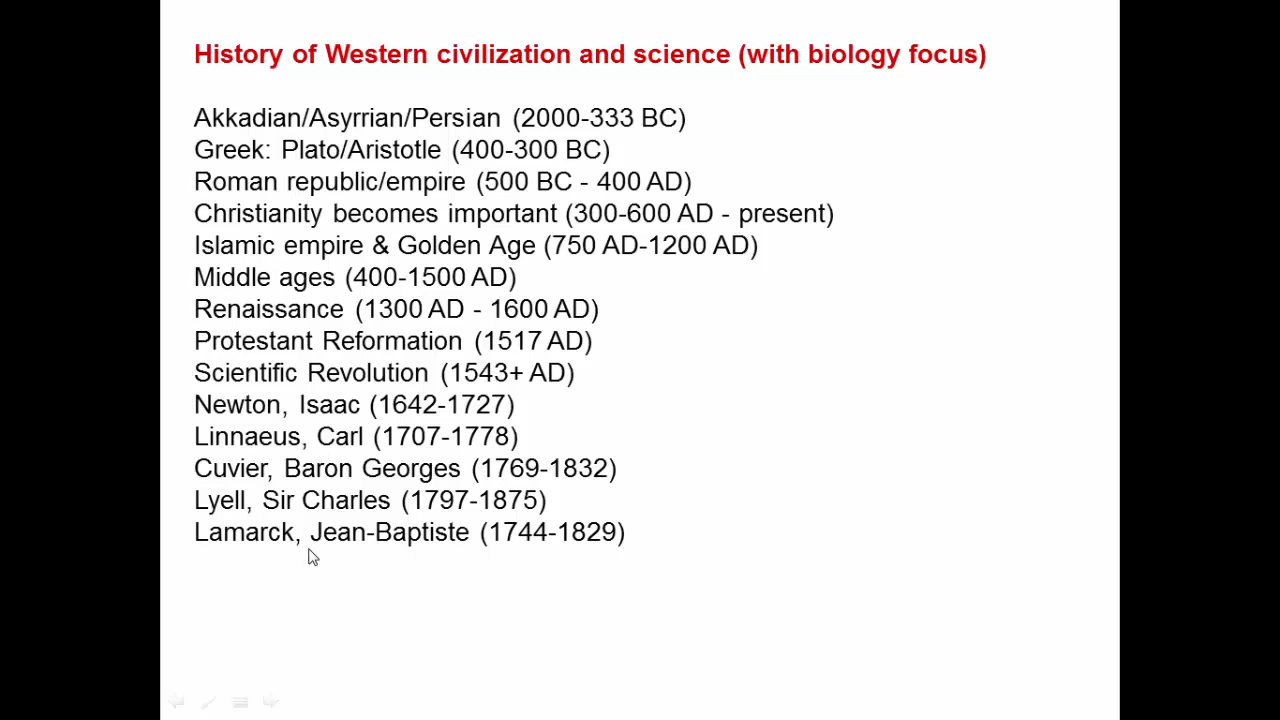 History of Western civilization and science (with biology focus)
Akkadian/Asyrrian/Persian (2000-333 BC)
Greek: Plato/Aristotle (400-300 BC)
Roman republic/empire (500 BC - 400 AD)
Christianity becomes important (300-600 AD - present)
Islamic empire & Golden Age (750 AD-1200 AD)
Middle ages (400-1500 AD)
Renaissance (1300 AD - 1600 AD)
Protestant Reformation (1517 AD)
Scientific Revolution (1543+ AD)
Newton, Isaac (1642-1727)
Linnaeus, Carl (1707-1778)
Cuvier, Baron Georges (1769-1832)
Lyell, Sir Charles (1797-1875)
Lamarck, Jean-Baptiste (1744-1829)